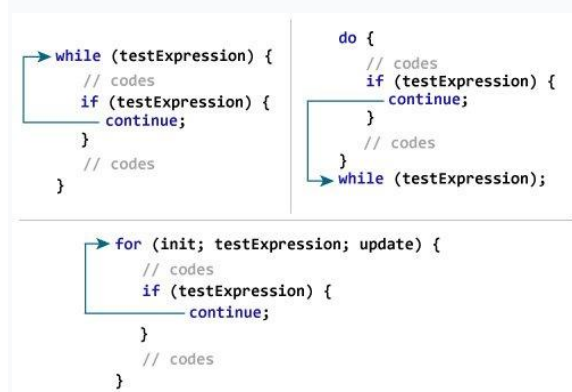 while (testExpression) {
// codes
if (testExpression) {
continue;
}
// codes
}
do {
// codes
if (testExpression) {
continue;
}
// codes
}
while (testExpression);
for (init; testExpression; update) {
// codes
if (testExpression) {
continue;
}
// codes
}